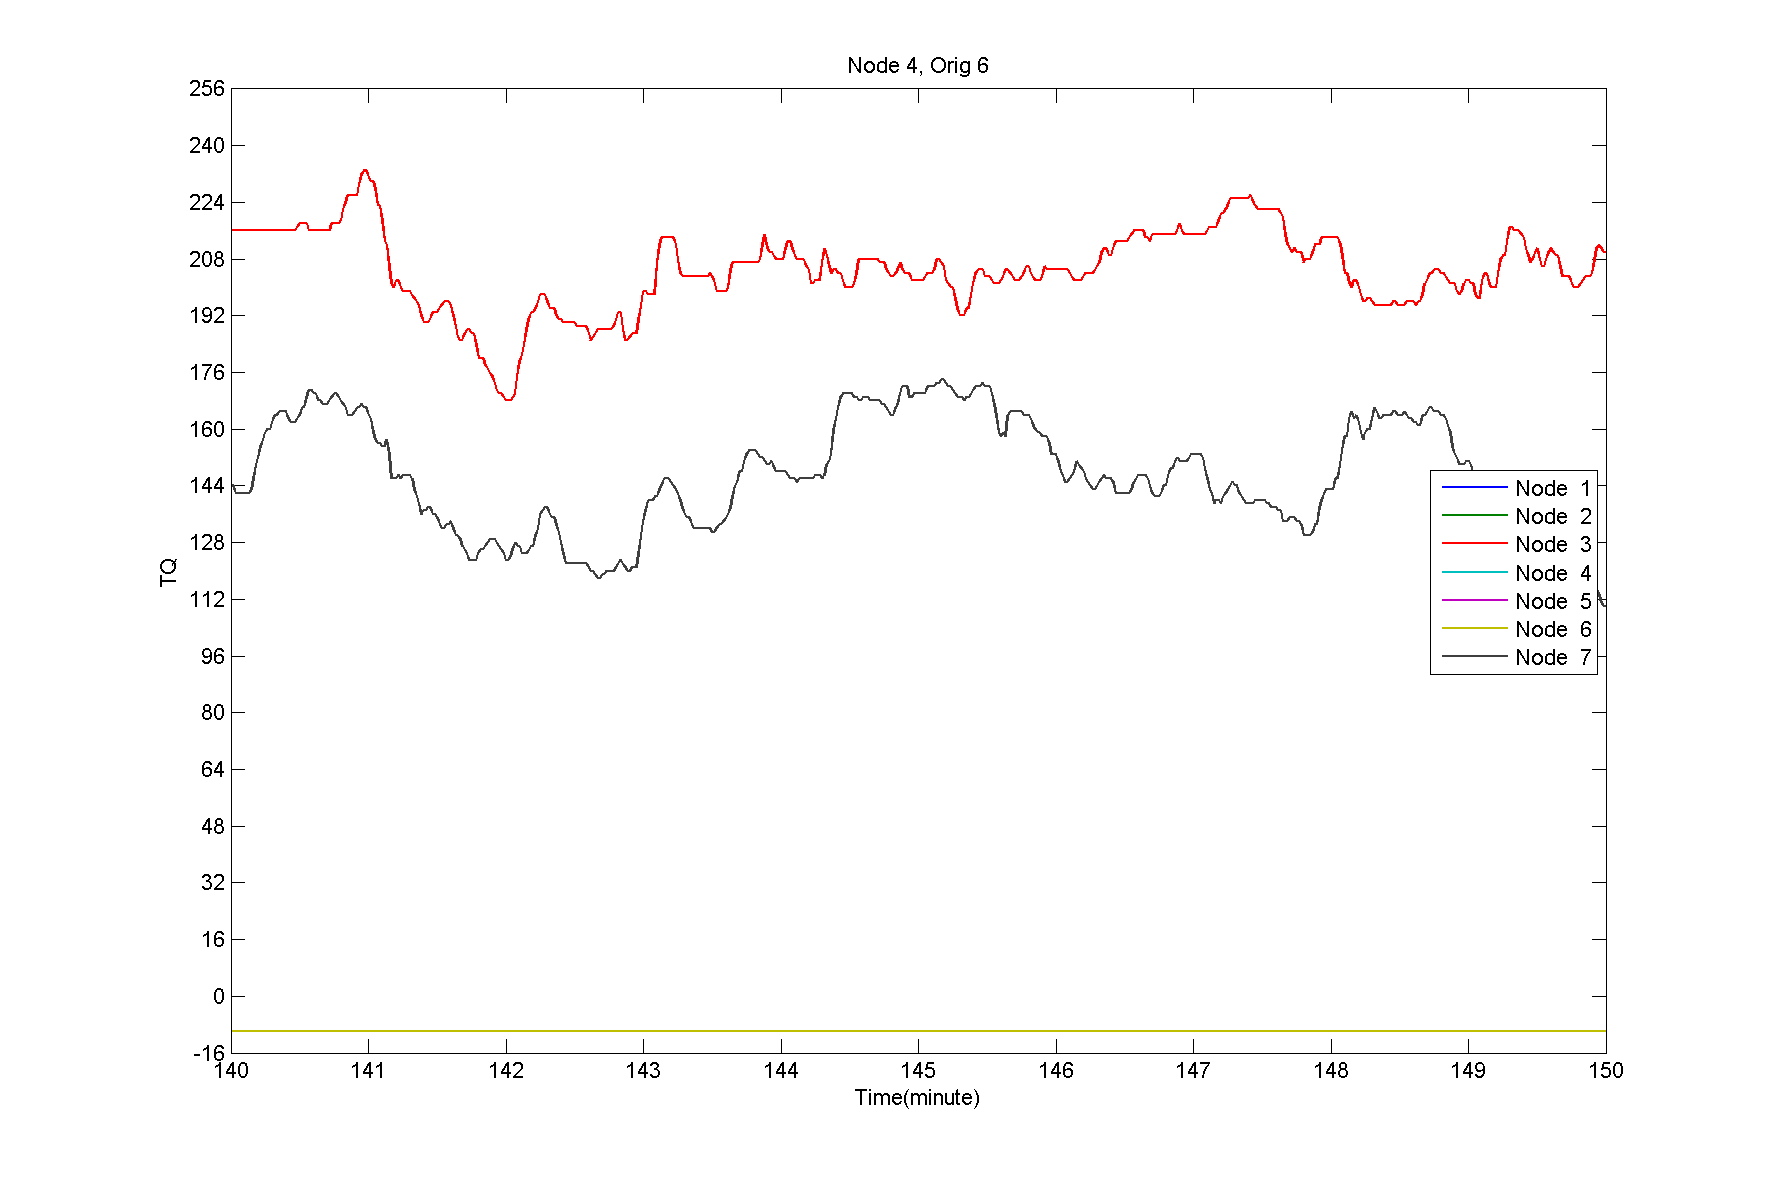 Node 4, Orig 6
256
240
224
208
192
176
160
144
128
112
96
80
64
48
32
16
0
-16
TQ
Node 1
Node 2
Node 3
Node 4
Node 5
Node 6
Node 7
140 141 142 143 144 145 146 147 148 149 150
Time(minute)